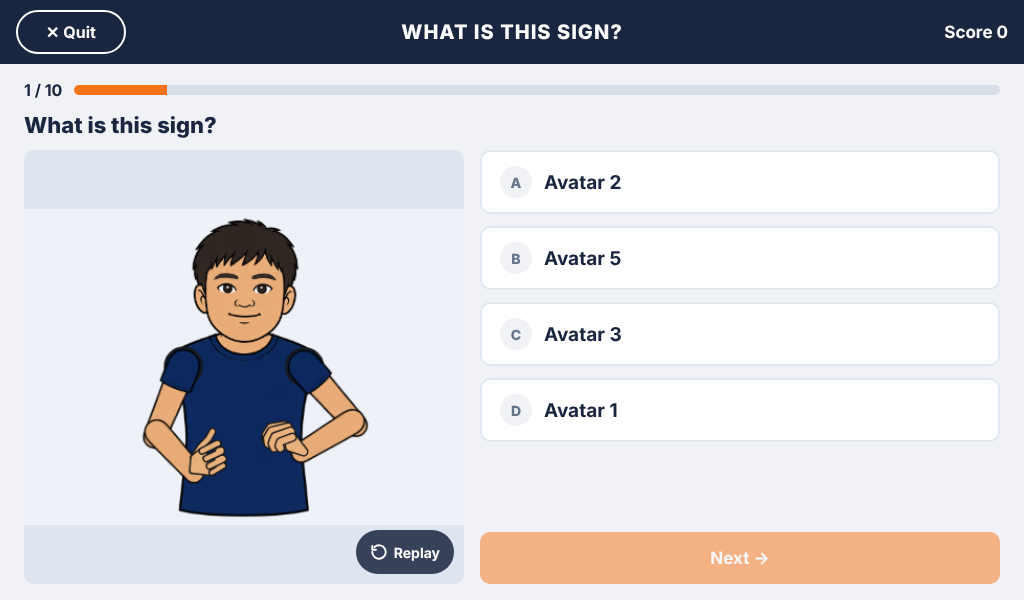 ✕ Quit
WHAT IS THIS SIGN?
Score 0
1 / 10
What is this sign?
A Avatar 2
B Avatar 5
C Avatar 3
D Avatar 1
Replay
Next →